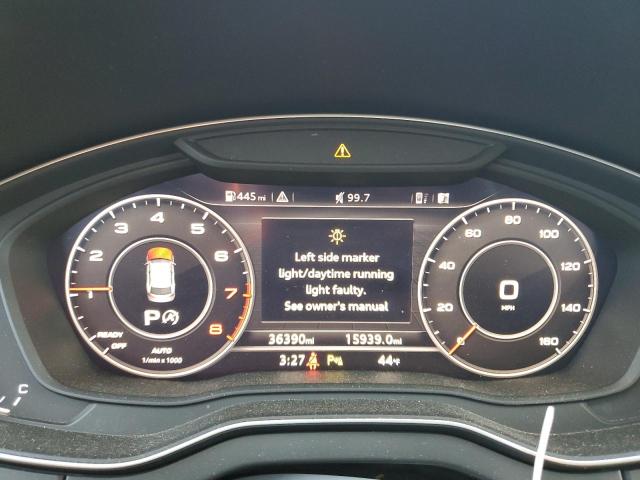 445 mi 99.7
Left side marker
light/daytime running
light faulty.
See owner's manual
1 2 3 4 5 6 7 8
P A
READY
OFF
AUTO
1/min x 1000
0 20 40 60 80 100 120 140 160
0
MPH
36390mi 15939.0mi
3:27 P 44°F
C